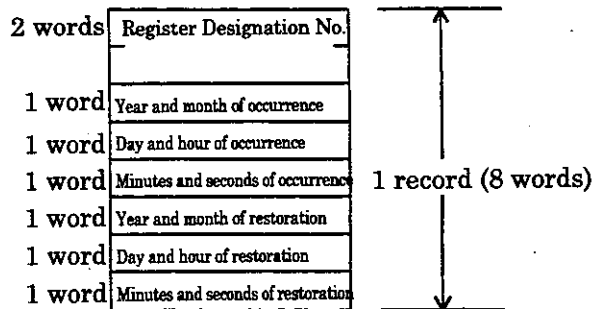 2 words Register Designation No.
1 word Year and month of occurrence
1 word Day and hour of occurrence
1 word Minutes and seconds of occurrence 1 record (8 words)
1 word Year and month of restoration
1 word Day and hour of restoration
1 word Minutes and seconds of restoration